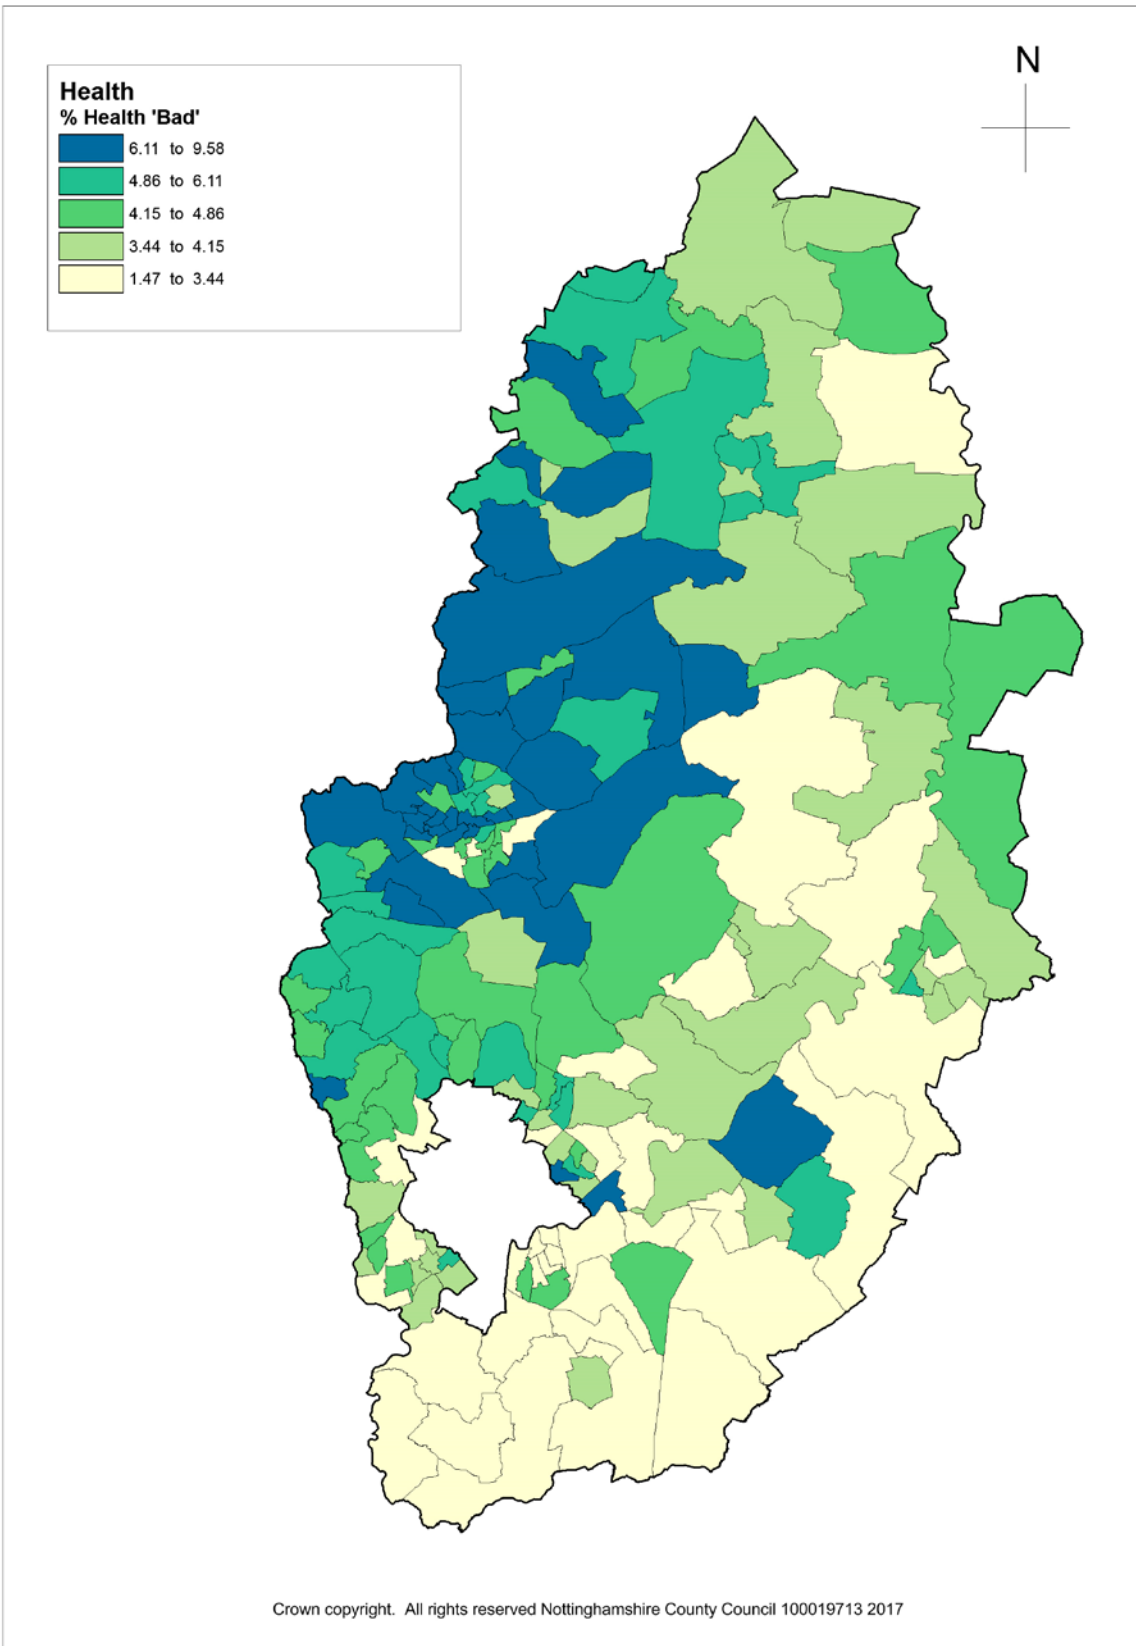 N
Health
% Health 'Bad'
6.11 to 9.58
4.86 to 6.11
4.15 to 4.86
3.44 to 4.15
1.47 to 3.44
Crown copyright. All rights reserved Nottinghamshire County Council 100019713 2017